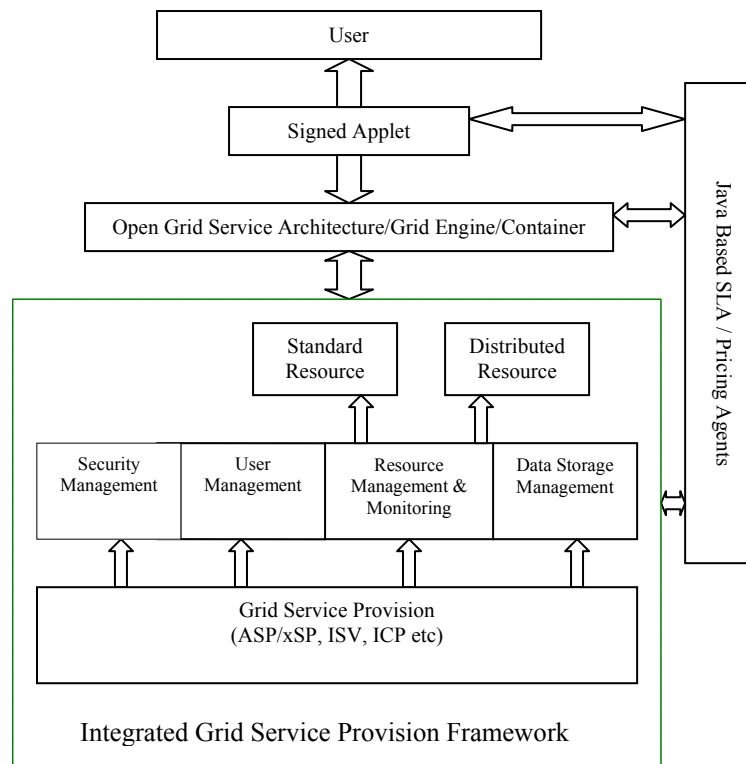 User
Signed Applet
Open Grid Service Architecture/Grid Engine/Container
Java Based SLA / Pricing Agents
Standard
Resource
Distributed
Resource
Security
Management
User
Management
Resource
Management &
Monitoring
Data Storage
Management
Grid Service Provision
(ASP/xSP, ISV, ICP etc)
Integrated Grid Service Provision Framework